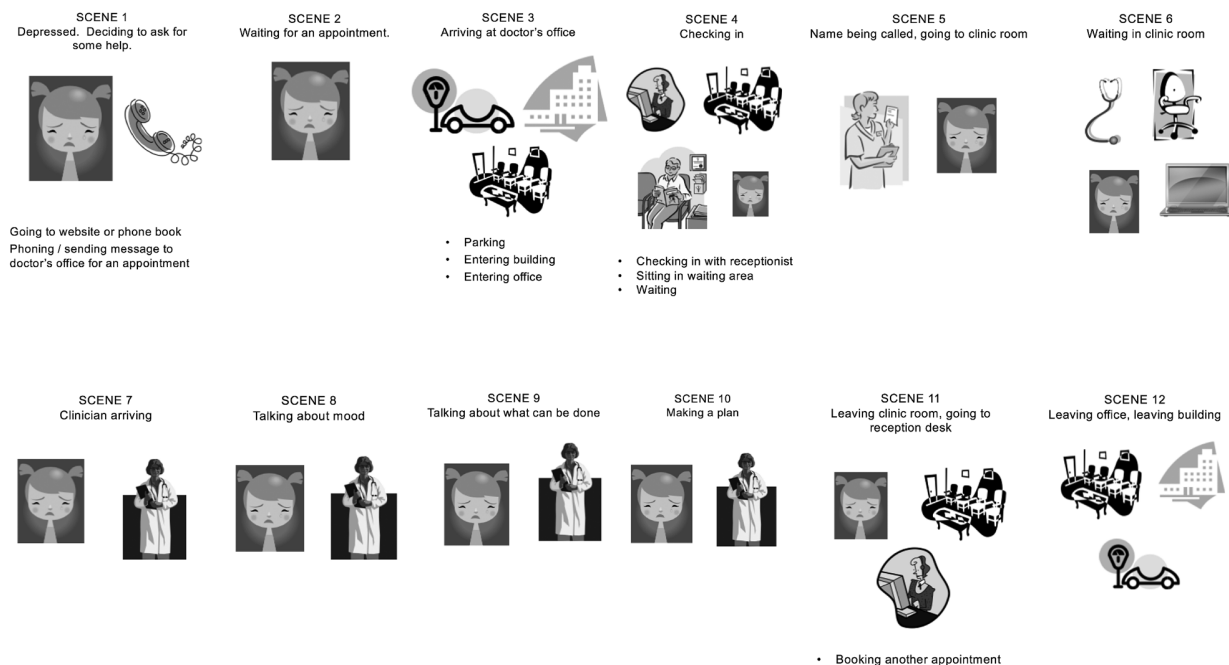 SCENE 1
Depressed.  Deciding to ask for
some help.
Going to website or phone book
Phoning / sending message to
doctor's office for an appointment
SCENE 2
Waiting for an appointment.
SCENE 3
Arriving at doctor's office
• Parking
• Entering building
• Entering office
SCENE 4
Checking in
• Checking in with receptionist
• Sitting in waiting area
• Waiting
SCENE 5
Name being called, going to clinic room
SCENE 6
Waiting in clinic room
SCENE 7
Clinician arriving
SCENE 8
Talking about mood
SCENE 9
Talking about what can be done
SCENE 10
Making a plan
SCENE 11
Leaving clinic room, going to
reception desk
• Booking another appointment
SCENE 12
Leaving office, leaving building